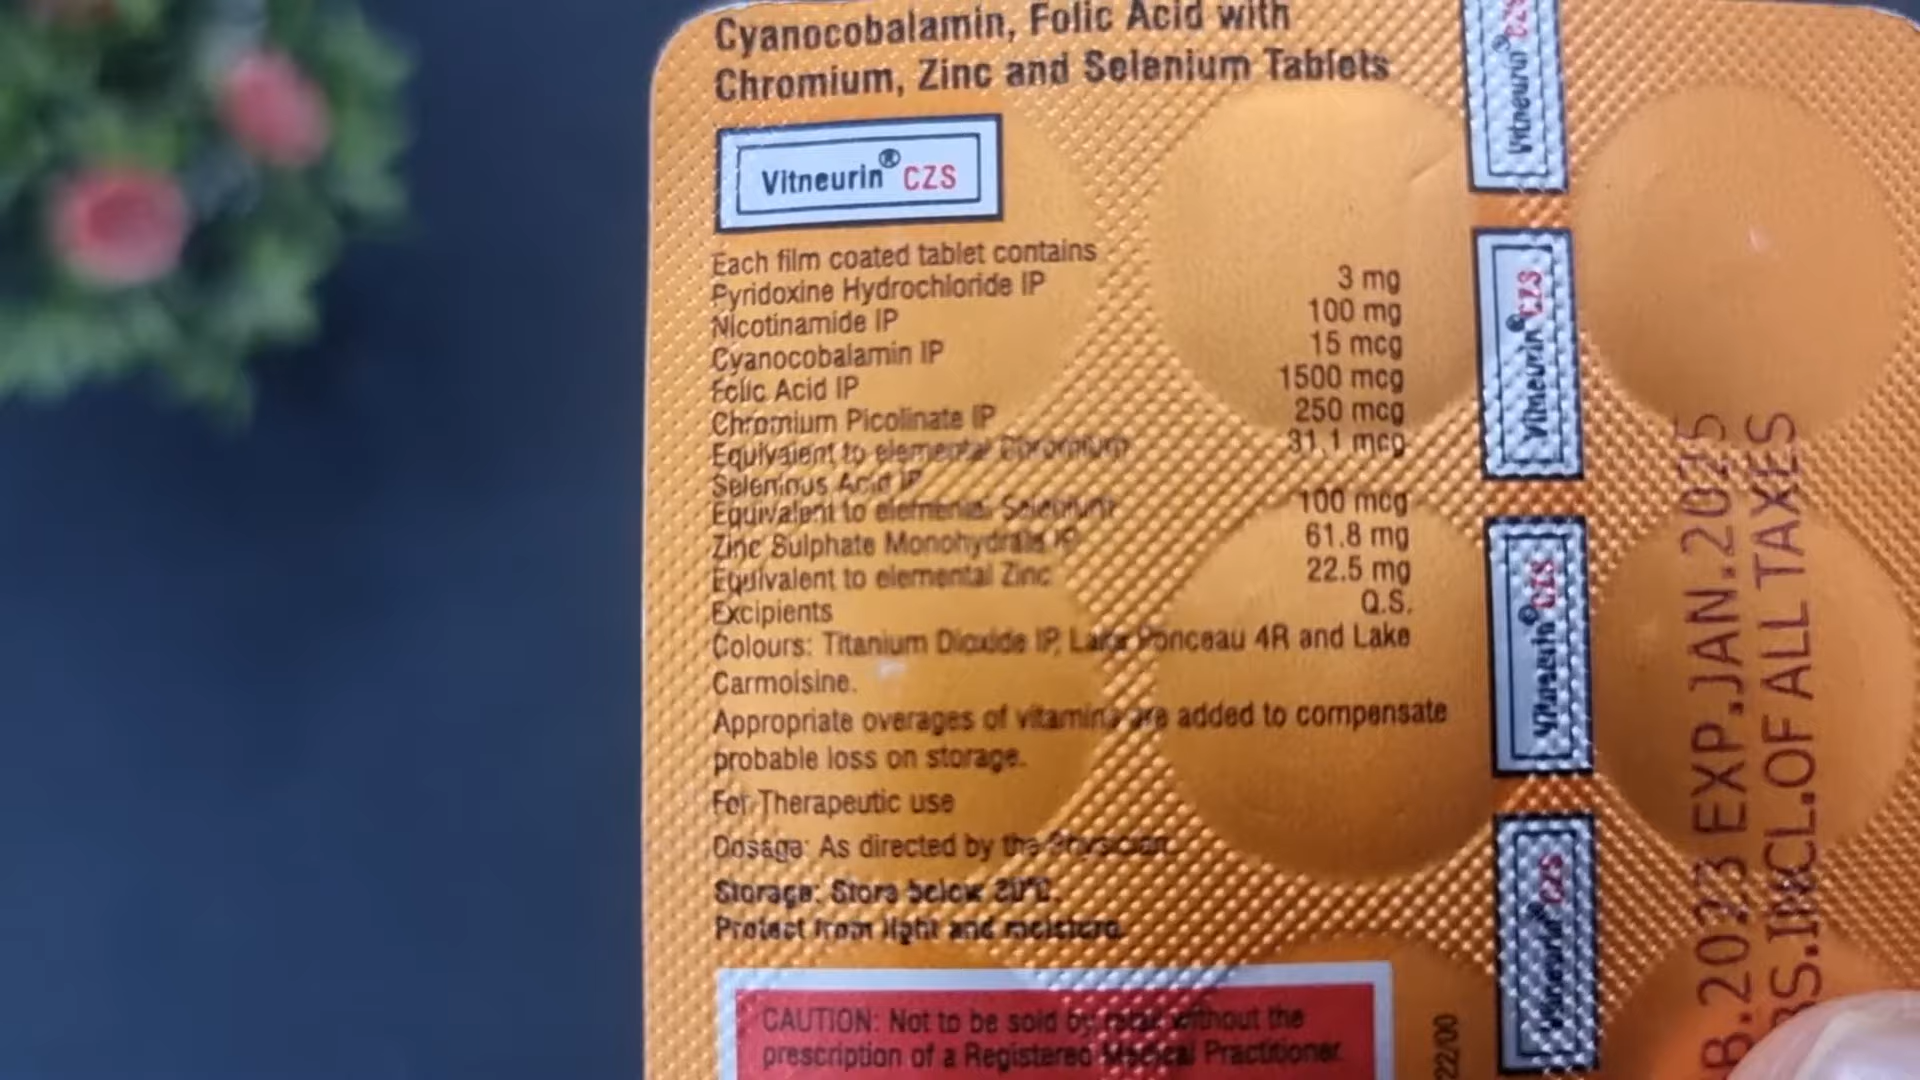 Cyanocobalamin, Folic Acid with
Chromium, Zinc and Selenium Tablets
Vitneurin® CZS
Each film coated tablet contains
Pyridoxine Hydrochloride IP 3 mg
Nicotinamide IP 100 mg
Cyanocobalamin IP 15 mcg
Folic Acid IP 1500 mcg
Chromium Picolinate IP 250 mcg
Equivalent to elemental Chromium 31.1 mcg
Selenious Acid IP
Equivalent to elemental Selenium 100 mcg
Zinc Sulphate Monohydrate IP 61.8 mg
Equivalent to elemental Zinc 22.5 mg
Excipients Q.S.
Colours: Titanium Dioxide IP, Lake Ponceau 4R and Lake
Carmoisine.
Appropriate overages of vitamins are added to compensate
probable loss on storage.
For Therapeutic use
Dosage: As directed by the Physician.
Storage: Store below 30°C.
Protect from light and moisture.
CAUTION: Not to be sold by retail without the
prescription of a Registered Medical Practitioner.
Vitneurin® CZS
Vitneurin® CZS
Vitneurin® CZS
Vitneurin® CZS
22/00
B.2023 EXP.JAN.2025
BS.INCL.OF ALL TAXES